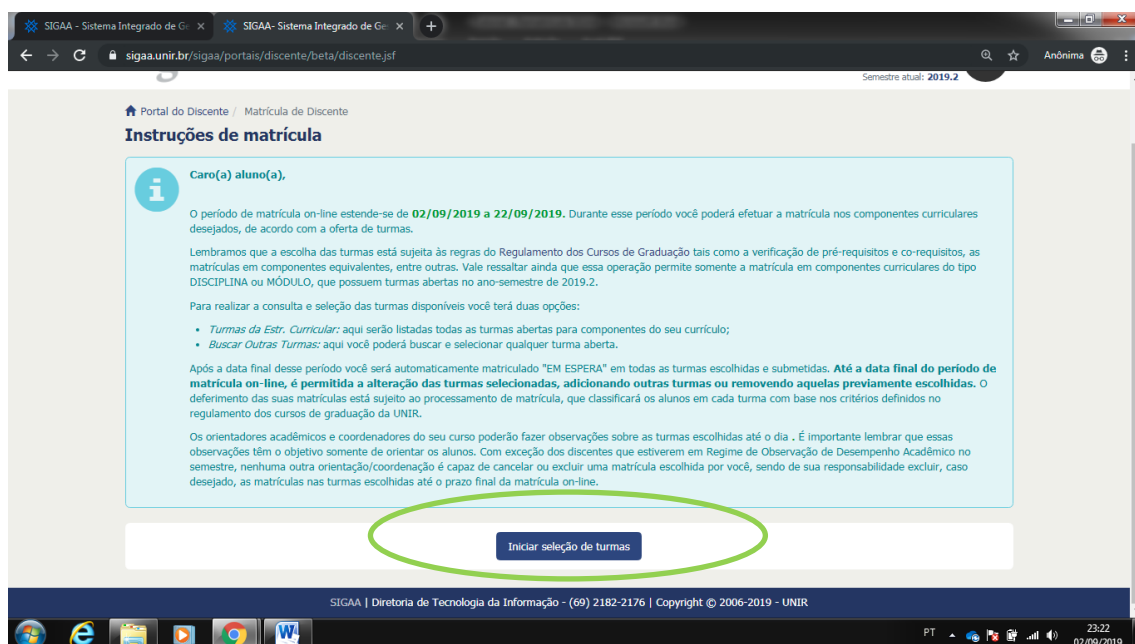 SIGAA - Sistema Integrado de Ge
SIGAA- Sistema Integrado de Ge
sigaa.unir.br/sigaa/portais/discente/beta/discente.jsf
Anônima
Semestre atual: 2019.2
Portal do Discente / Matrícula de Discente
Instruções de matrícula
Caro(a) aluno(a),
O período de matrícula on-line estende-se de 02/09/2019 a 22/09/2019. Durante esse período você poderá efetuar a matrícula nos componentes curriculares
desejados, de acordo com a oferta de turmas.
Lembramos que a escolha das turmas está sujeita às regras do Regulamento dos Cursos de Graduação tais como a verificação de pré-requisitos e co-requisitos, as
matrículas em componentes equivalentes, entre outras. Vale ressaltar ainda que essa operação permite somente a matrícula em componentes curriculares do tipo
DISCIPLINA ou MÓDULO, que possuem turmas abertas no ano-semestre de 2019.2.
Para realizar a consulta e seleção das turmas disponíveis você terá duas opções:
• Turmas da Estr. Curricular: aqui serão listadas todas as turmas abertas para componentes do seu currículo;
• Buscar Outras Turmas: aqui você poderá buscar e selecionar qualquer turma aberta.
Após a data final desse período você será automaticamente matriculado "EM ESPERA" em todas as turmas escolhidas e submetidas. Até a data final do período de
matrícula on-line, é permitida a alteração das turmas selecionadas, adicionando outras turmas ou removendo aquelas previamente escolhidas. O
deferimento das suas matrículas está sujeito ao processamento de matrícula, que classificará os alunos em cada turma com base nos critérios definidos no
regulamento dos cursos de graduação da UNIR.
Os orientadores acadêmicos e coordenadores do seu curso poderão fazer observações sobre as turmas escolhidas até o dia . É importante lembrar que essas
observações têm o objetivo somente de orientar os alunos. Com exceção dos discentes que estiverem em Regime de Observação de Desempenho Acadêmico no
semestre, nenhuma outra orientação/coordenação é capaz de cancelar ou excluir uma matrícula escolhida por você, sendo de sua responsabilidade excluir, caso
desejado, as matrículas nas turmas escolhidas até o prazo final da matrícula on-line.
Iniciar seleção de turmas
SIGAA | Diretoria de Tecnologia da Informação - (69) 2182-2176 | Copyright © 2006-2019 - UNIR
PT
23:22
02/09/2019